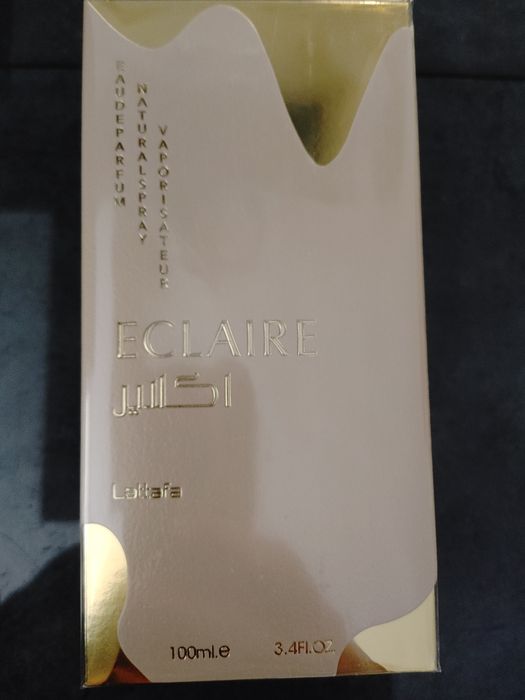 EAUDEPARFUM
NATURALSPRAY
VAPORISATEUR
ECLAIRE
اكلير
Lattafa
100ml.e 3.4Fl.OZ.